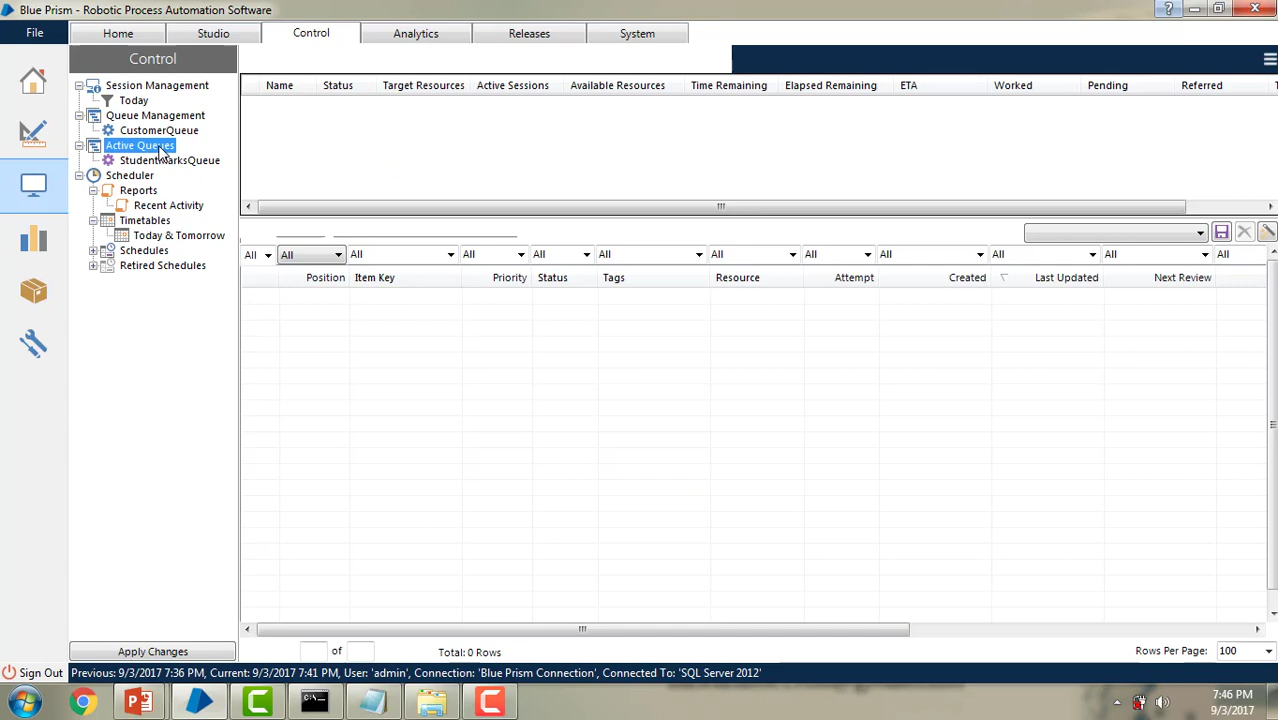 Blue Prism - Robotic Process Automation Software
?
File
Home
Studio
Control
Analytics
Releases
System
Control
Session Management
Today
Queue Management
CustomerQueue
Active Queues
StudentMarksQueue
Scheduler
Reports
Recent Activity
Timetables
Today & Tomorrow
Schedules
Retired Schedules
Apply Changes
Name Status Target Resources Active Sessions Available Resources Time Remaining Elapsed Remaining ETA Worked Pending Referred
All All All All All All All All All All All All
Position Item Key Priority Status Tags Resource Attempt Created Last Updated Next Review
of Total: 0 Rows Rows Per Page: 100
Sign Out Previous: 9/3/2017 7:36 PM, Current: 9/3/2017 7:41 PM, User: 'admin', Connection: 'Blue Prism Connection', Connected To: 'SQL Server 2012'
7:46 PM
9/3/2017